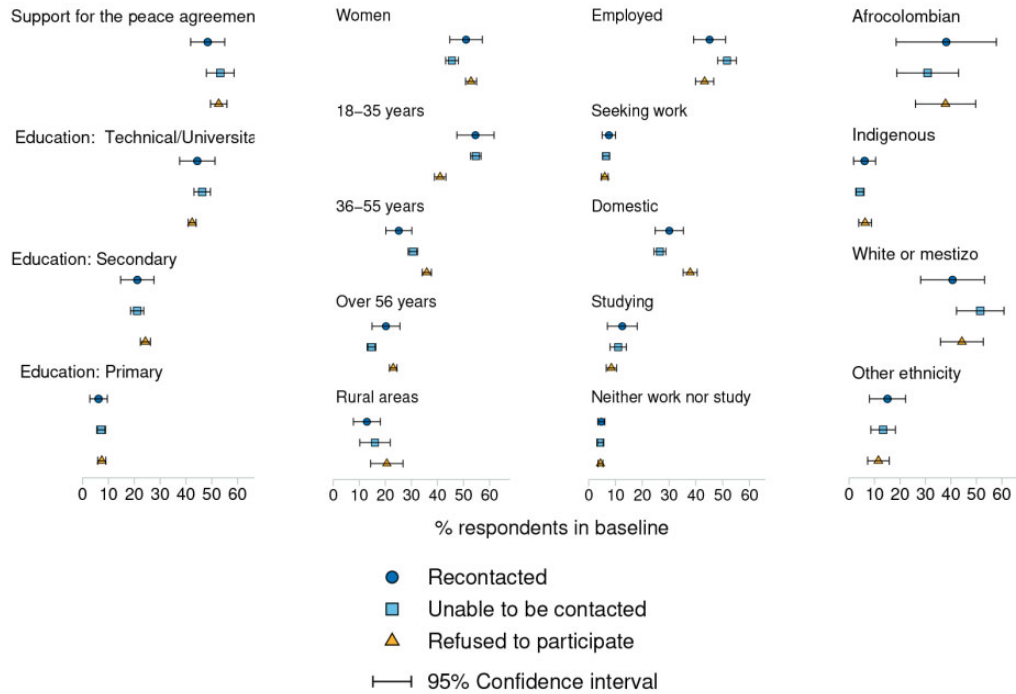 Support for the peace agreemen
Education:  Technical/Universita
Education: Secondary
Education: Primary
0 10 20 30 40 50 60
Women
18–35 years
36–55 years
Over 56 years
Rural areas
0 10 20 30 40 50 60
Employed
Seeking work
Domestic
Studying
Neither work nor study
0 10 20 30 40 50 60
Afrocolombian
Indigenous
White or mestizo
Other ethnicity
0 10 20 30 40 50 60
% respondents in baseline
Recontacted
Unable to be contacted
Refused to participate
95% Confidence interval